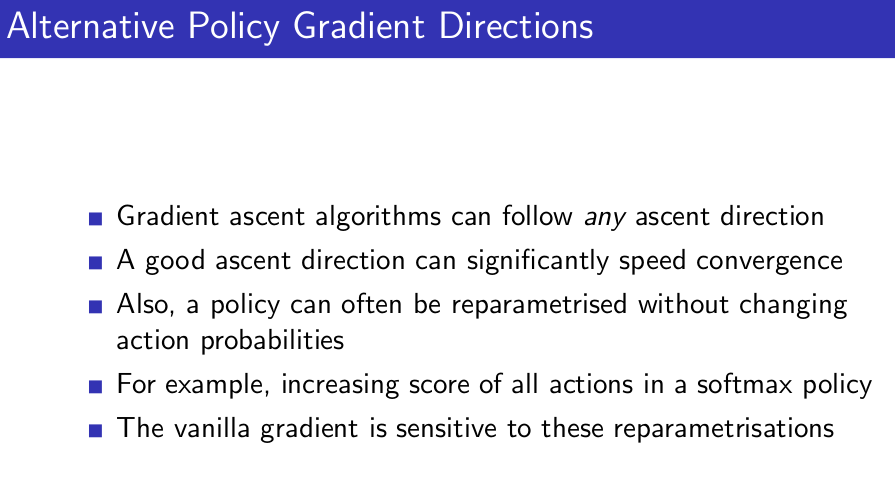 Alternative Policy Gradient Directions
Gradient ascent algorithms can follow any ascent direction
A good ascent direction can significantly speed convergence
Also, a policy can often be reparametrised without changing
action probabilities
For example, increasing score of all actions in a softmax policy
The vanilla gradient is sensitive to these reparametrisations